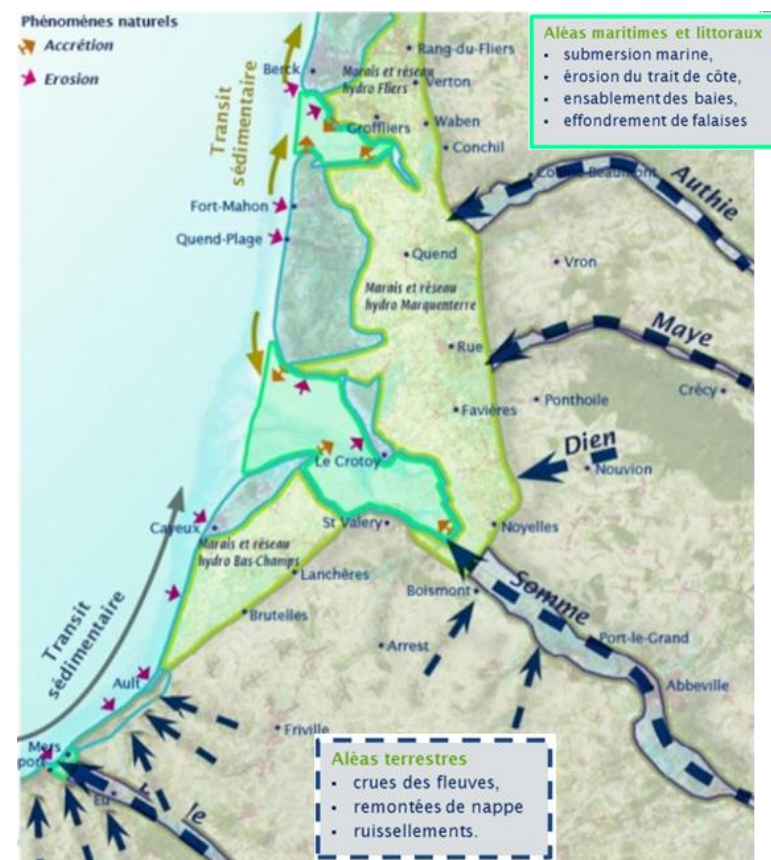 Phénomènes naturels
Accrétion
Erosion
Aléas maritimes et littoraux
• submersion marine,
• érosion du trait de côte,
• ensablement des baies,
• effondrement de falaises
Rang-du-Fliers
Berck
Marais et réseau
hydro Fliers
Verton
Transit
sédimentaire
Groffliers
Waben
Conchil
Authie
Fort-Mahon
Quend-Plage
Quend
Vron
Marais et réseau
hydro Marquenterre
Maye
Rue
Crécy
Ponthoile
Favières
Dien
Le Crotoy
Nouvion
Cayeux
St Valery
Noyelles
Marais et réseau
hydro Bas-Champs
Lanchères
Boismont
Somme
Brutelles
Transit
sédimentaire
Port-le-Grand
Arrest
Abbeville
Ault
Friville
Mers
Eu
Aléas terrestres
• crues des fleuves,
• remontées de nappe
• ruissellements.